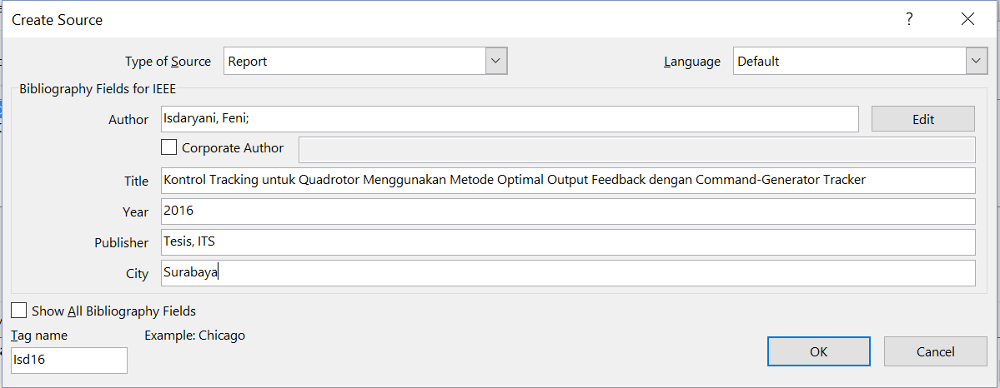 Create Source
?
Type of Source Report
Language Default
Bibliography Fields for IEEE
Author Isdaryani, Feni;
Edit
Corporate Author
Title Kontrol Tracking untuk Quadrotor Menggunakan Metode Optimal Output Feedback dengan Command-Generator Tracker
Year 2016
Publisher Tesis, ITS
City Surabaya
Show All Bibliography Fields
Tag name Example: Chicago
Isd16
OK Cancel